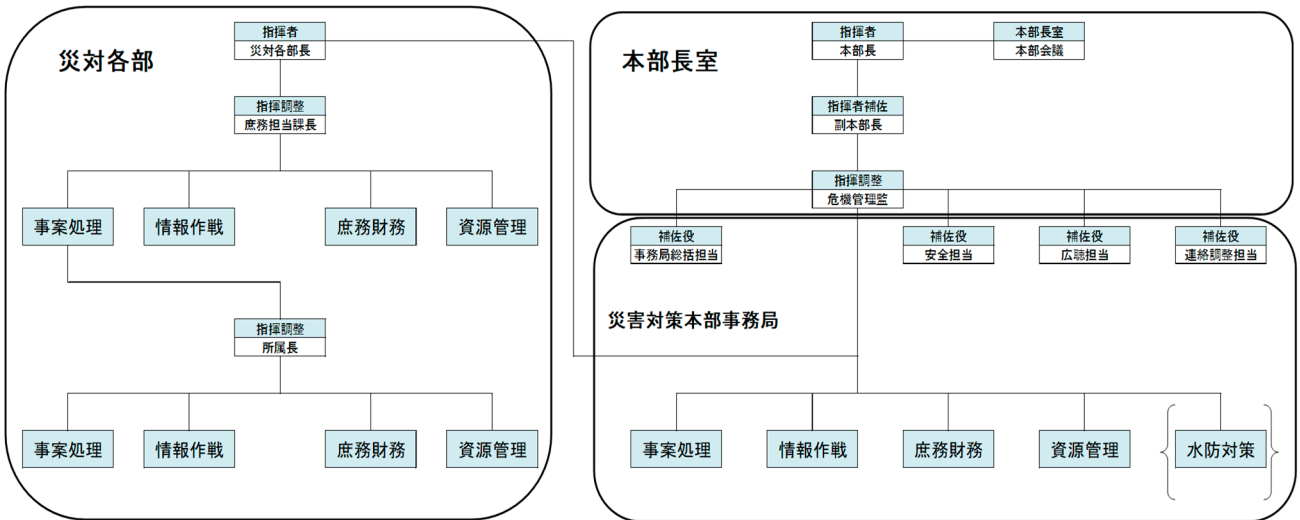 災対各部
指揮者
災対各部長
指揮調整
庶務担当課長
事案処理
情報作戦
庶務財務
資源管理
指揮調整
所属長
事案処理
情報作戦
庶務財務
資源管理
本部長室
指揮者
本部長
本部長室
本部会議
指揮者補佐
副本部長
指揮調整
危機管理監
補佐役
事務局総括担当
補佐役
安全担当
補佐役
広聴担当
補佐役
連絡調整担当
災害対策本部事務局
事案処理
情報作戦
庶務財務
資源管理
水防対策